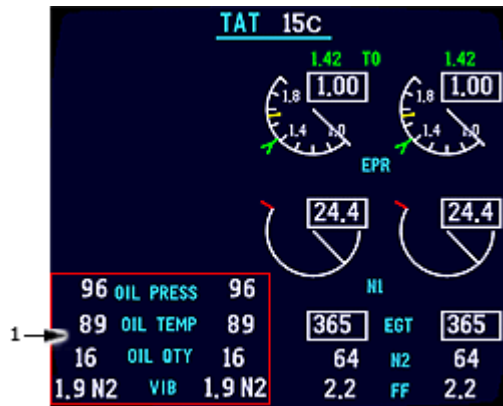 TAT 15C
1.42 TO 1.42
1.00 1.00
1.8 1.8
1.4 1.0 1.4 1.0
EPR
24.4 24.4
N1
96 OIL PRESS 96
89 OIL TEMP 89 365 EGT 365
1
16 OIL QTY 16 64 N2 64
1.9 N2 VIB 1.9 N2 2.2 FF 2.2